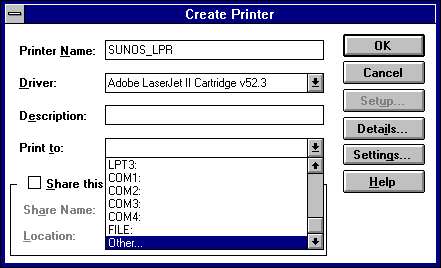 Create Printer
Printer Name: SUNOS_LPR
Driver: Adobe LaserJet II Cartridge v52.3
Description:
Print to:
LPT3:
COM1:
COM2:
COM3:
COM4:
FILE:
Other...
Share this
Share Name:
Location:
OK
Cancel
Setup...
Details...
Settings...
Help